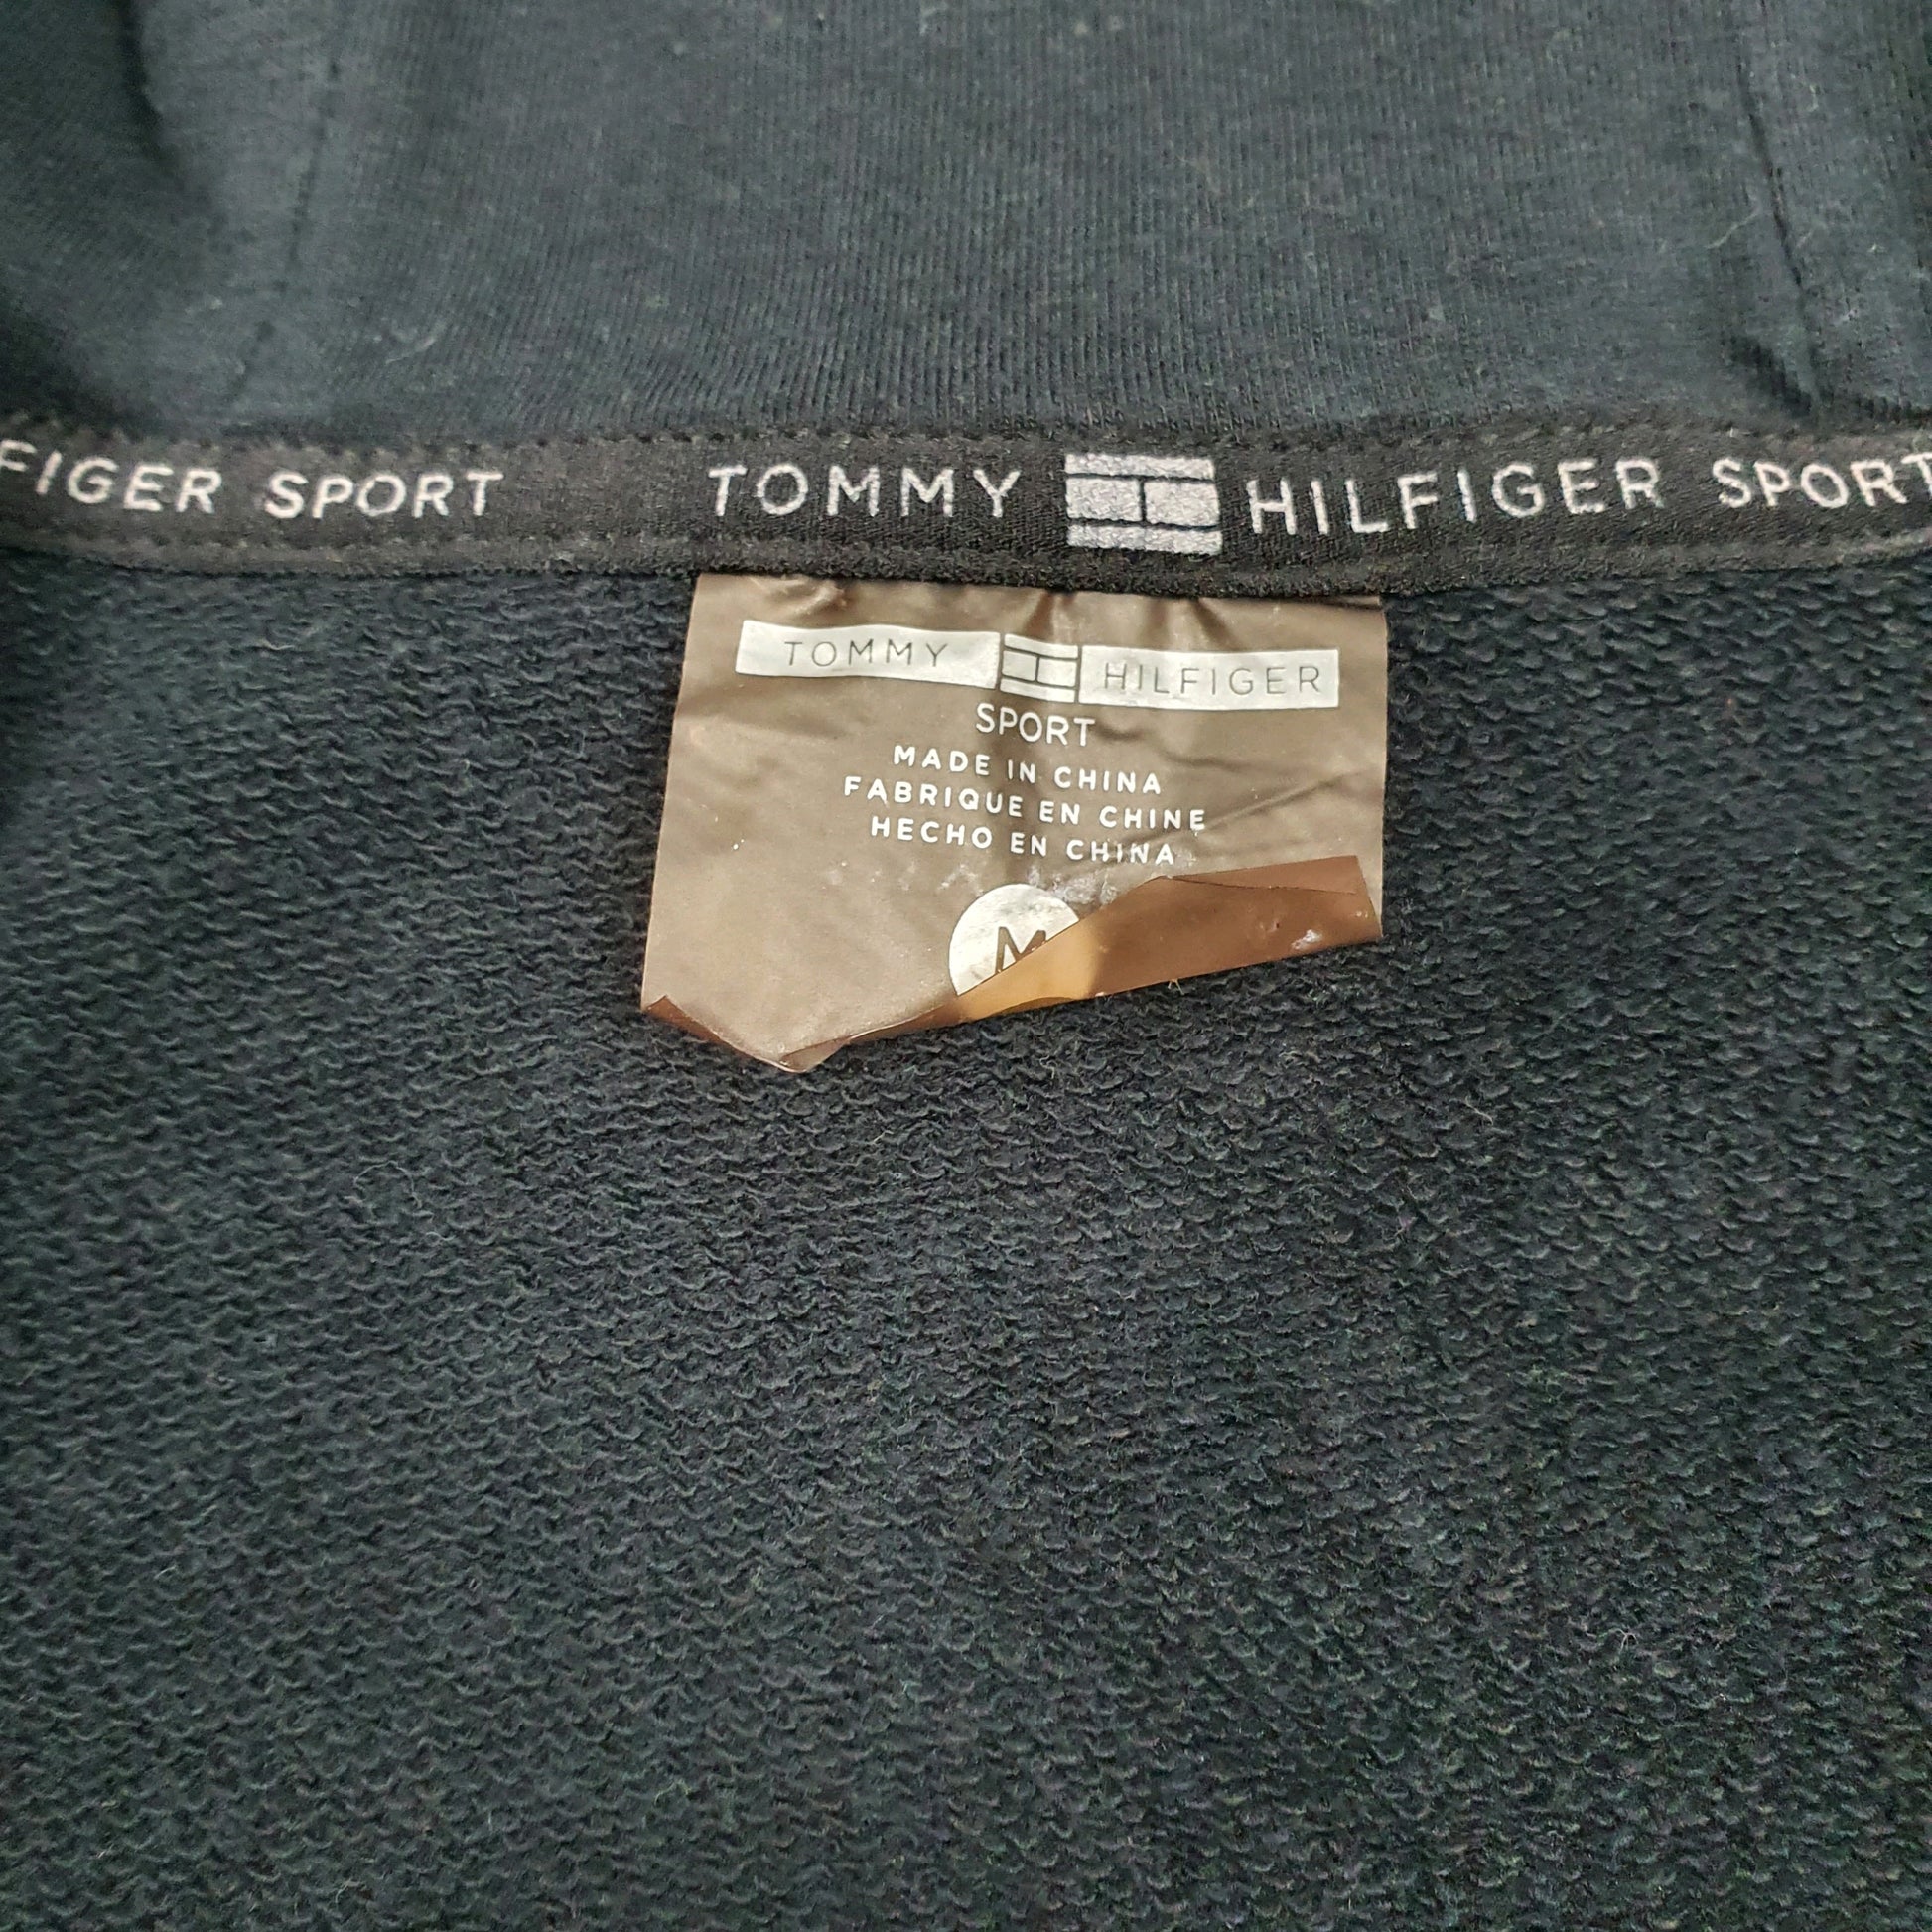 FIGER SPORT TOMMY HILFIGER SPORT
TOMMY HILFIGER
SPORT
MADE IN CHINA
FABRIQUE EN CHINE
HECHO EN CHINA
M